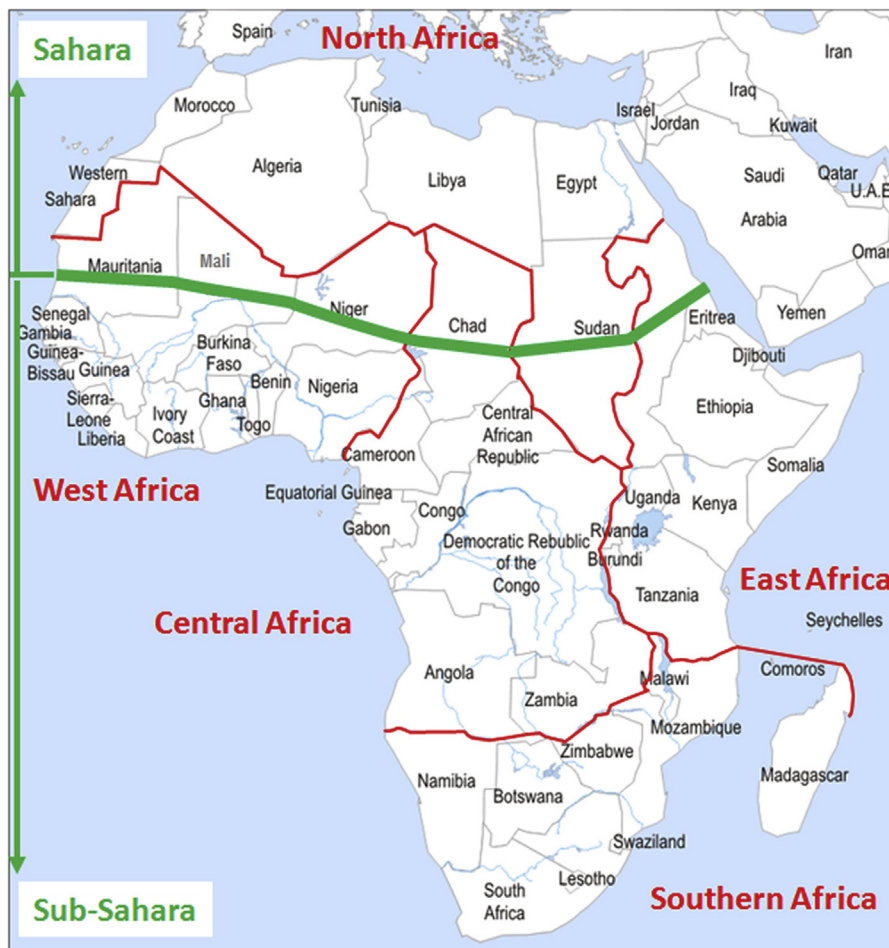 Spain
North Africa
Iran
Sahara
Morocco
Tunisia
Israel
Jordan
Iraq
Kuwait
Western
Sahara
Algeria
Libya
Egypt
Saudi
Arabia
Qatar
U.A.E
Oman
Mauritania
Mali
Niger
Chad
Sudan
Eritrea
Yemen
Senegal
Gambia
Guinea-
Bissau
Guinea
Burkina
Faso
Benin
Nigeria
Djibouti
Sierra-
Leone
Liberia
Ivory
Coast
Ghana
Togo
Central
African
Republic
Ethiopia
Cameroon
Somalia
West Africa
Equatorial Guinea
Gabon
Congo
Uganda
Kenya
Democratic Republic
of the
Congo
Rwanda
Burundi
East Africa
Tanzania
Seychelles
Central Africa
Angola
Zambia
Malawi
Comoros
Mozambique
Zimbabwe
Namibia
Botswana
Madagascar
Swaziland
Lesotho
South
Africa
Southern Africa
Sub-Sahara